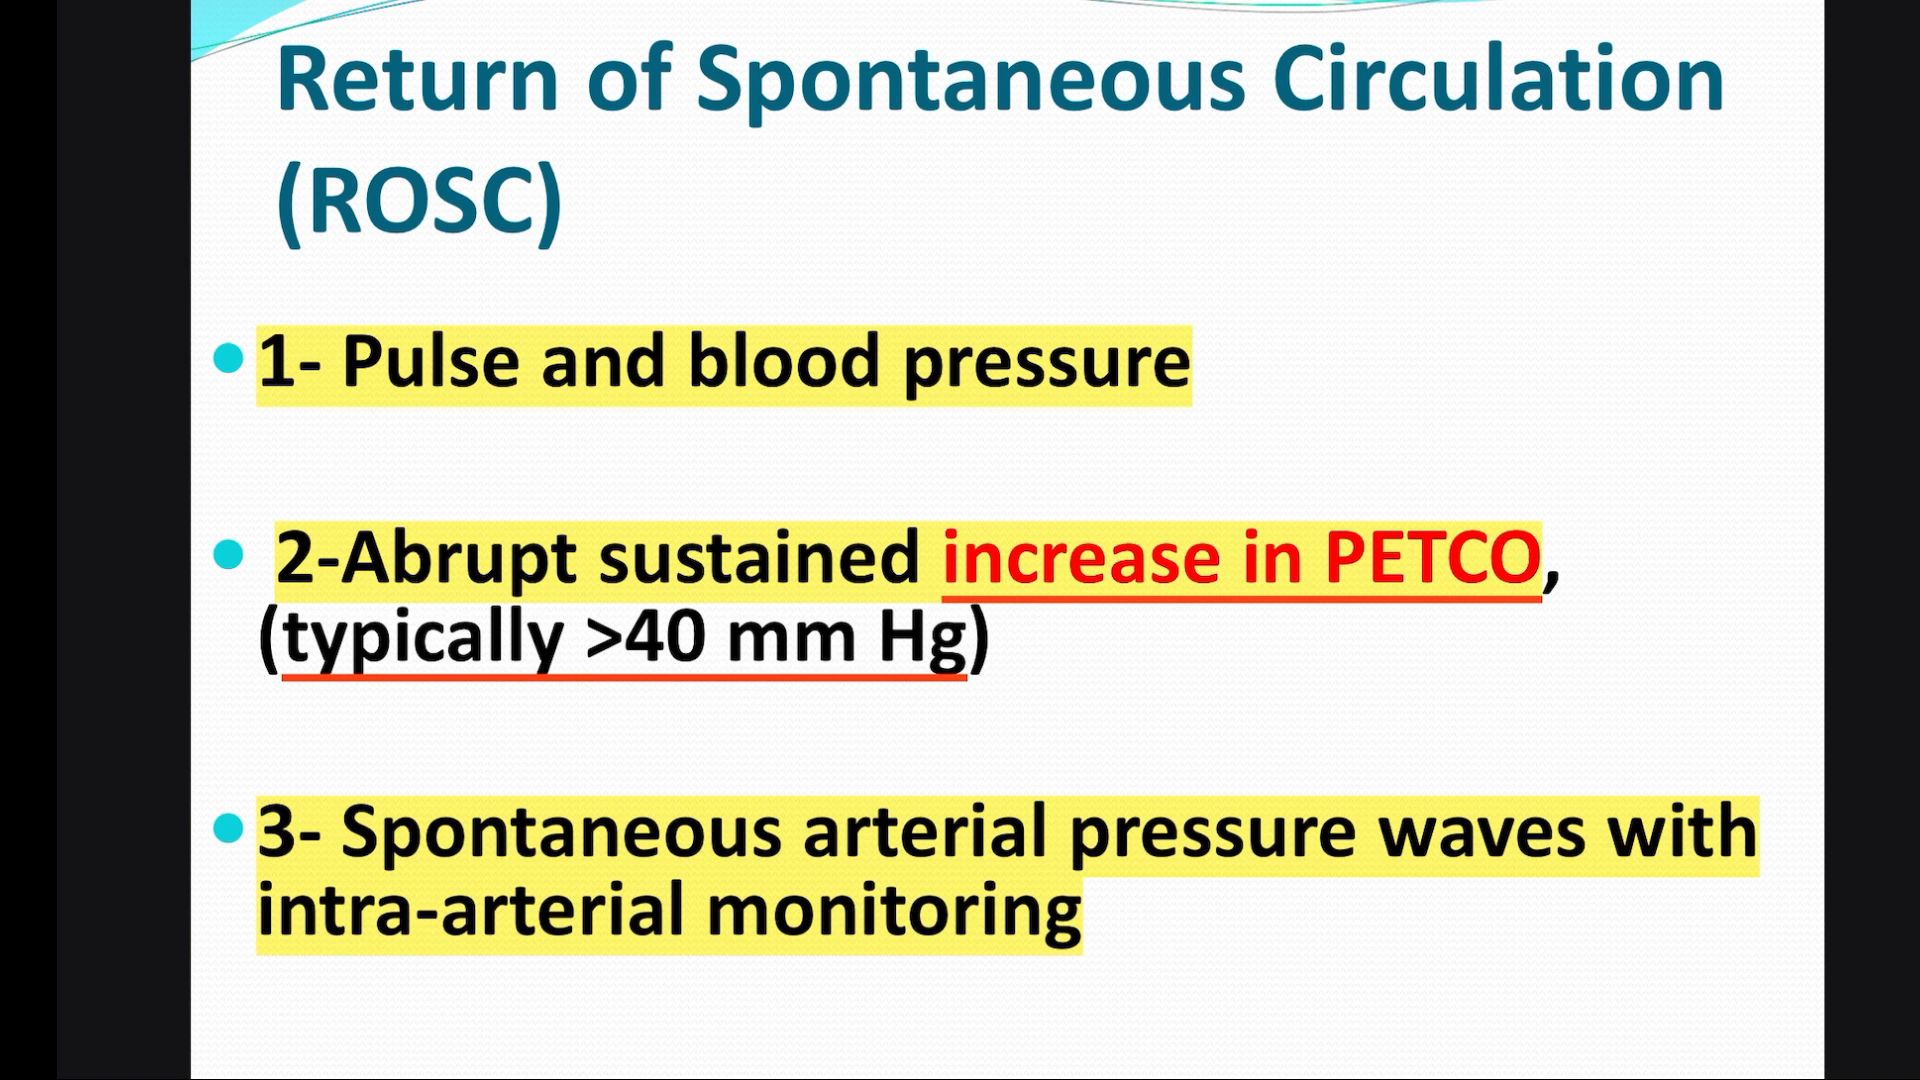 Return of Spontaneous Circulation
(ROSC)
• 1- Pulse and blood pressure
• 2-Abrupt sustained increase in PETCO,
(typically >40 mm Hg)
• 3- Spontaneous arterial pressure waves with
intra-arterial monitoring